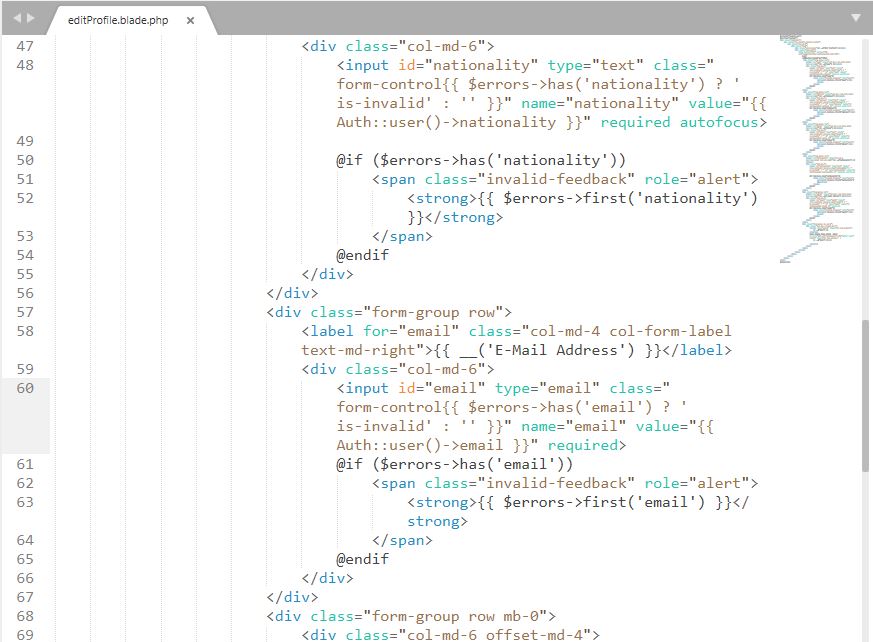 editProfile.blade.php ×
47 <div class="col-md-6">
48 <input id="nationality" type="text" class="
form-control{{ $errors->has('nationality') ? '
is-invalid' : '' }}" name="nationality" value="{{
Auth::user()->nationality }}" required autofocus>
49
50 @if ($errors->has('nationality'))
51 <span class="invalid-feedback" role="alert">
52 <strong>{{ $errors->first('nationality')
}}</strong>
53 </span>
54 @endif
55 </div>
56 </div>
57 <div class="form-group row">
58 <label for="email" class="col-md-4 col-form-label
text-md-right">{{ __('E-Mail Address') }}</label>
59 <div class="col-md-6">
60 <input id="email" type="email" class="
form-control{{ $errors->has('email') ? '
is-invalid' : '' }}" name="email" value="{{
Auth::user()->email }}" required>
61 @if ($errors->has('email'))
62 <span class="invalid-feedback" role="alert">
63 <strong>{{ $errors->first('email') }}</
strong>
64 </span>
65 @endif
66 </div>
67 </div>
68 <div class="form-group row mb-0">
69 <div class="col-md-6 offset-md-4">